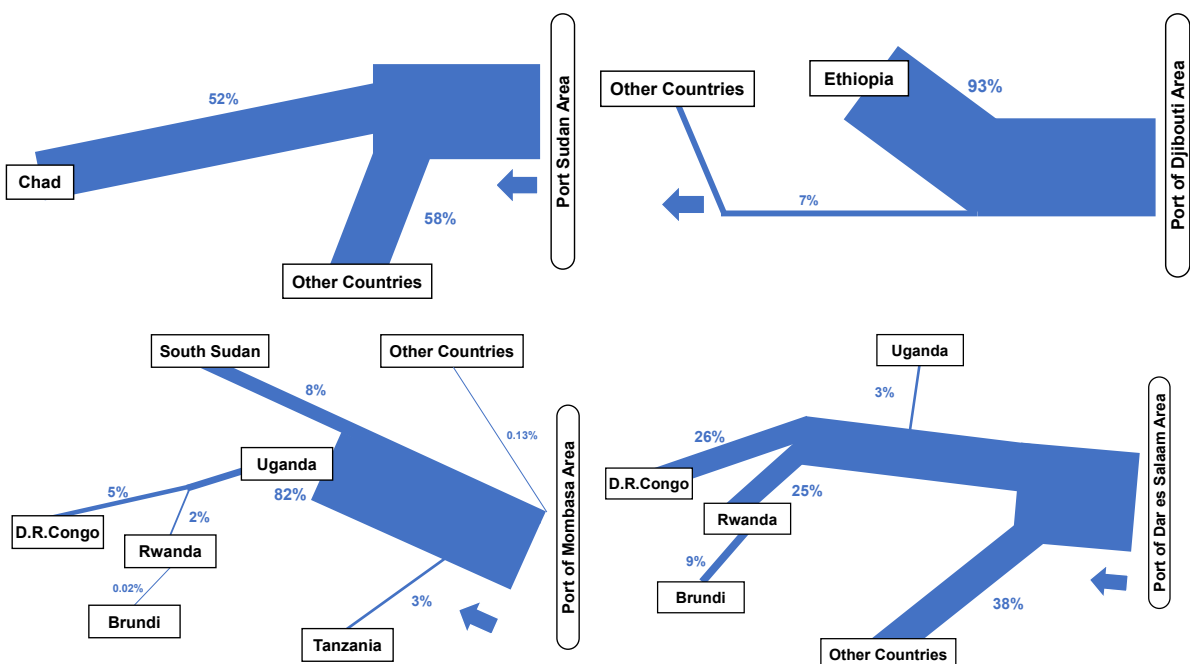 52%
Chad
58%
Other Countries
Port Sudan Area
Other Countries
Ethiopia
93%
7%
Port of Djibouti Area
South Sudan
Other Countries
8%
0.13%
Uganda
82%
5%
D.R.Congo
2%
Rwanda
0.02%
Brundi
3%
Tanzania
Port of Mombasa Area
Uganda
3%
26%
D.R.Congo
25%
Rwanda
9%
Brundi
38%
Other Countries
Port of Dar es Salaam Area